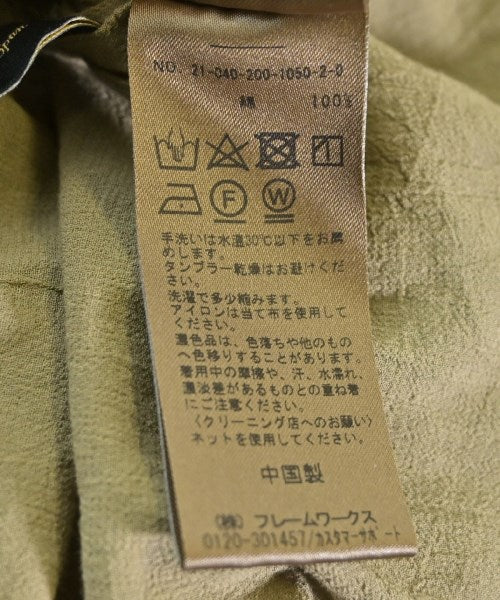 NO. 21-040-200-1050-2-0
綿 100%
F W
手洗いは水温30℃以下をお薦
めします。
タンブラー乾燥はお避けくだ
さい。
洗濯で多少縮みます。
アイロンは当て布を使用して
ください。
濃色品は、色落ちや他のもの
へ色移りすることがあります。
着用中の摩擦や、汗、水濡れ、
濃淡差があるものとの重ね着
にご注意ください。
〈クリーニング店へのお願い〉
ネットを使用してください。
中国製
(株) フレームワークス
0120-301457/カスタマーサポート